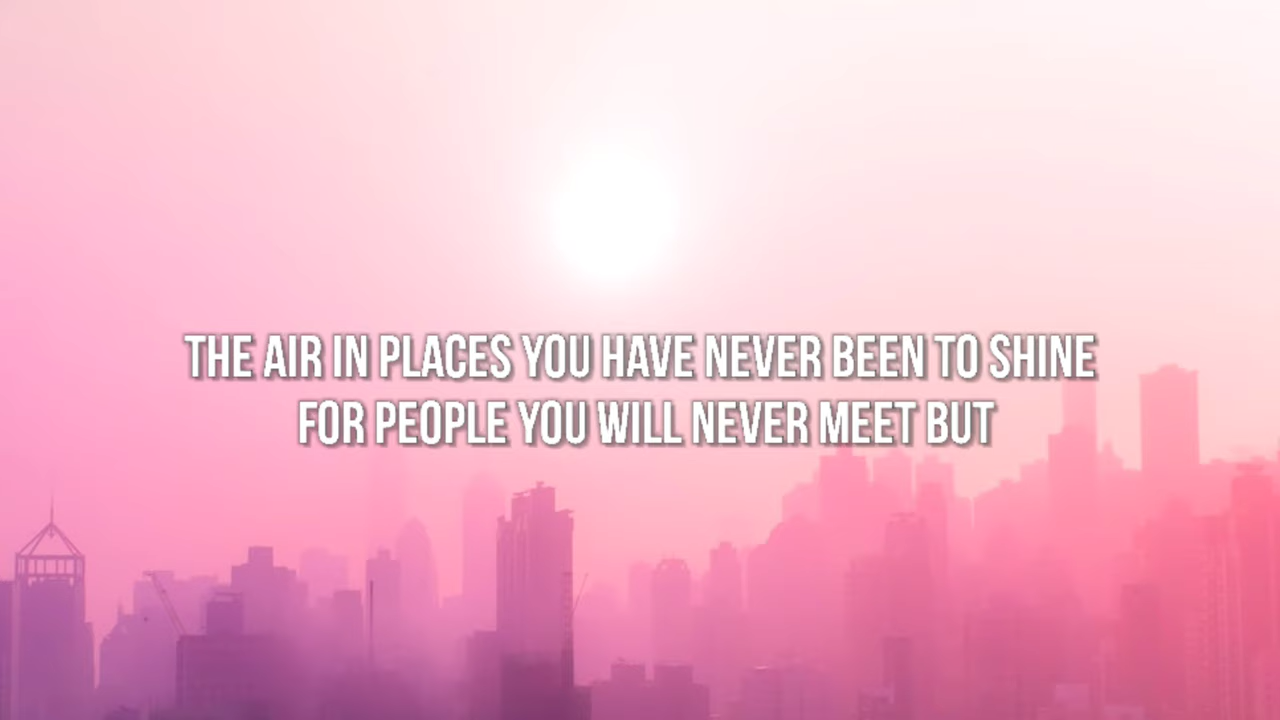 THE AIR IN PLACES YOU HAVE NEVER BEEN TO SHINE
FOR PEOPLE YOU WILL NEVER MEET BUT